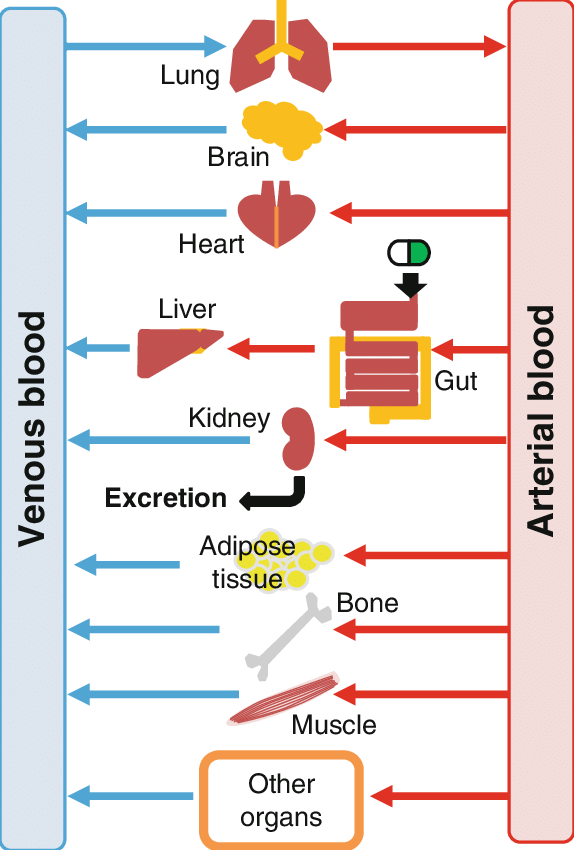 Lung
Brain
Heart
Liver
Gut
Kidney
Excretion
Adipose
tissue
Bone
Muscle
Other
organs
Venous blood
Arterial blood